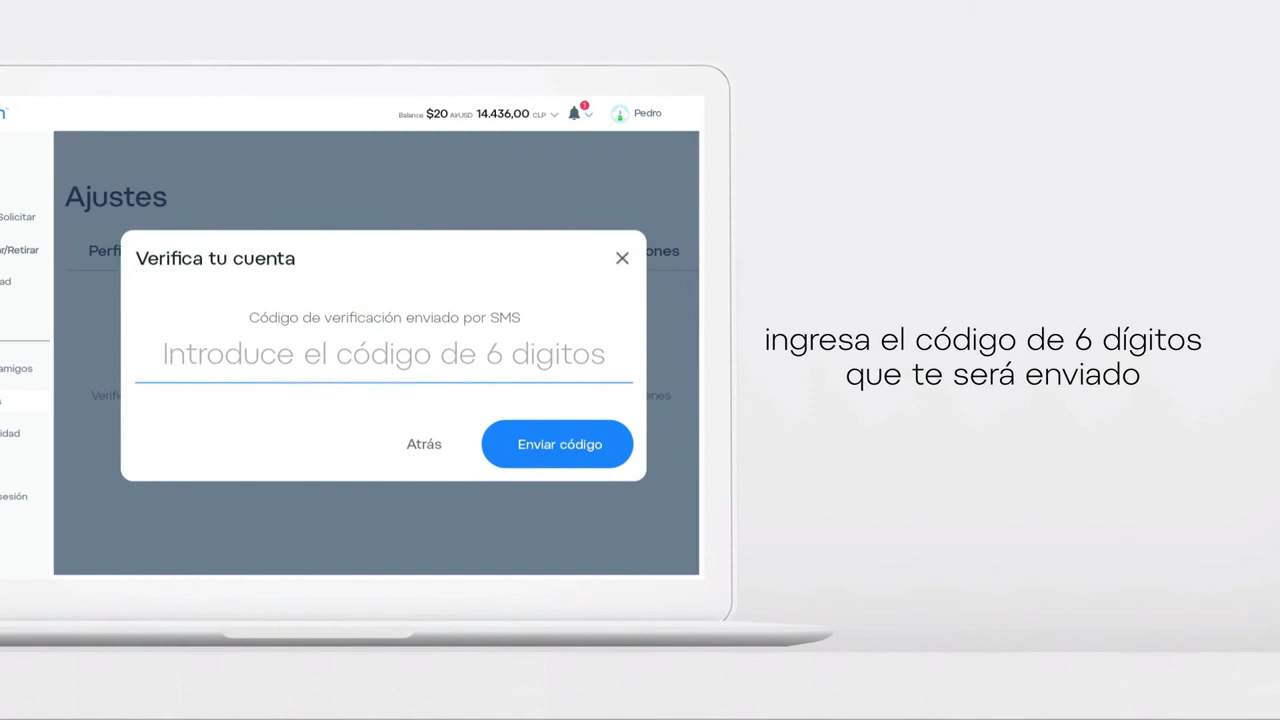 Balance $20 AirUSD 14.436,00 CLP
1
Pedro
Ajustes
Solicitar
/Retirar
Verifica tu cuenta
Código de verificación enviado por SMS
Introduce el código de 6 digitos
Atrás
Enviar código
amigos
sesión
ingresa el código de 6 dígitos
que te será enviado